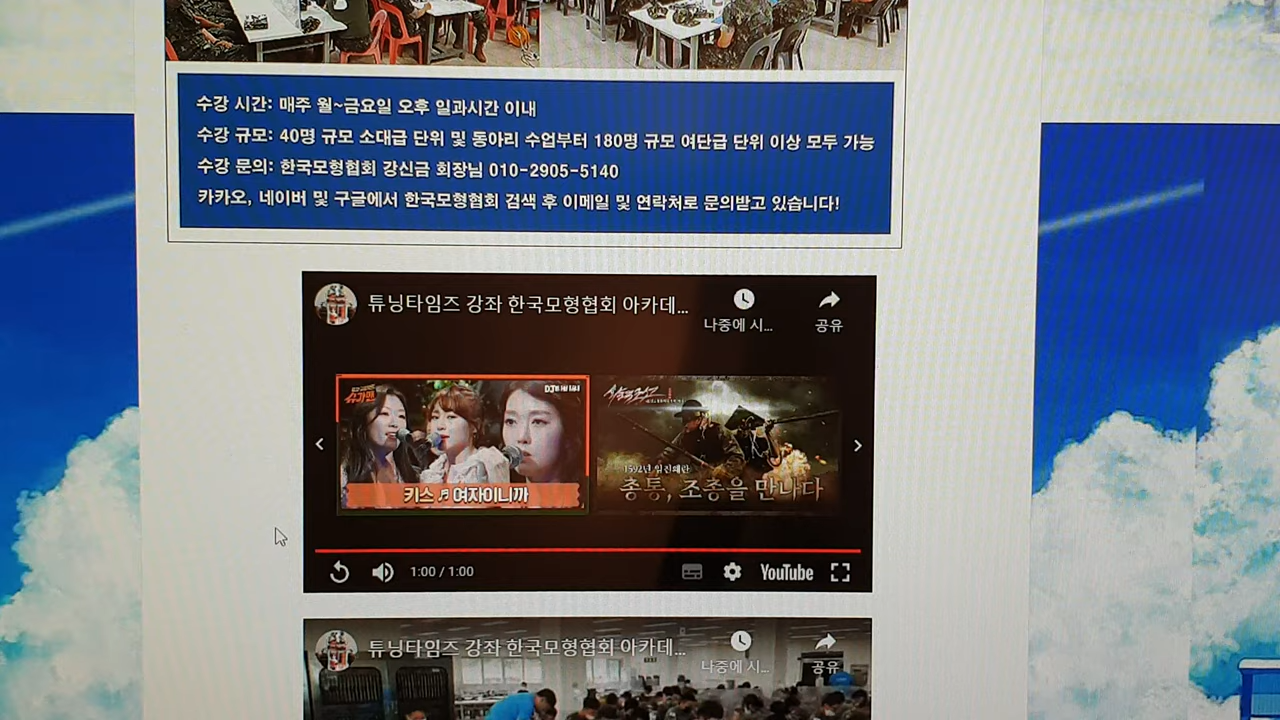 수강 시간: 매주 월~금요일 오후 일과시간 이내
수강 규모: 40명 규모 소대급 단위 및 동아리 수업부터 180명 규모 여단급 단위 이상 모두 가능
수강 문의: 한국모형협회 강신금 회장님 010-2905-5140
카카오, 네이버 및 구글에서 한국모형협회 검색 후 이메일 및 연락처로 문의받고 있습니다!
튜닝타임즈 강좌 한국모형협회 아카데...
나중에 시...
공유
슈가맨
키스 ♬ 여자이니까
1592년 임진왜란
총통, 조총을 만나다
1:00 / 1:00
YouTube
튜닝타임즈 강좌 한국모형협회 아카데...
나중에 시...
공유